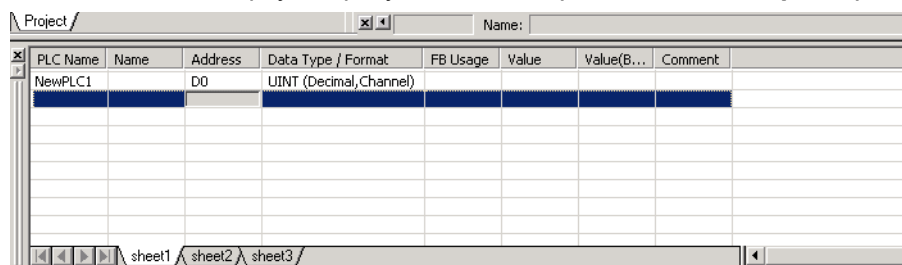 Project
Name:
PLC Name Name Address Data Type / Format FB Usage Value Value(B... Comment
NewPLC1 D0 UINT (Decimal,Channel)
sheet1 sheet2 sheet3